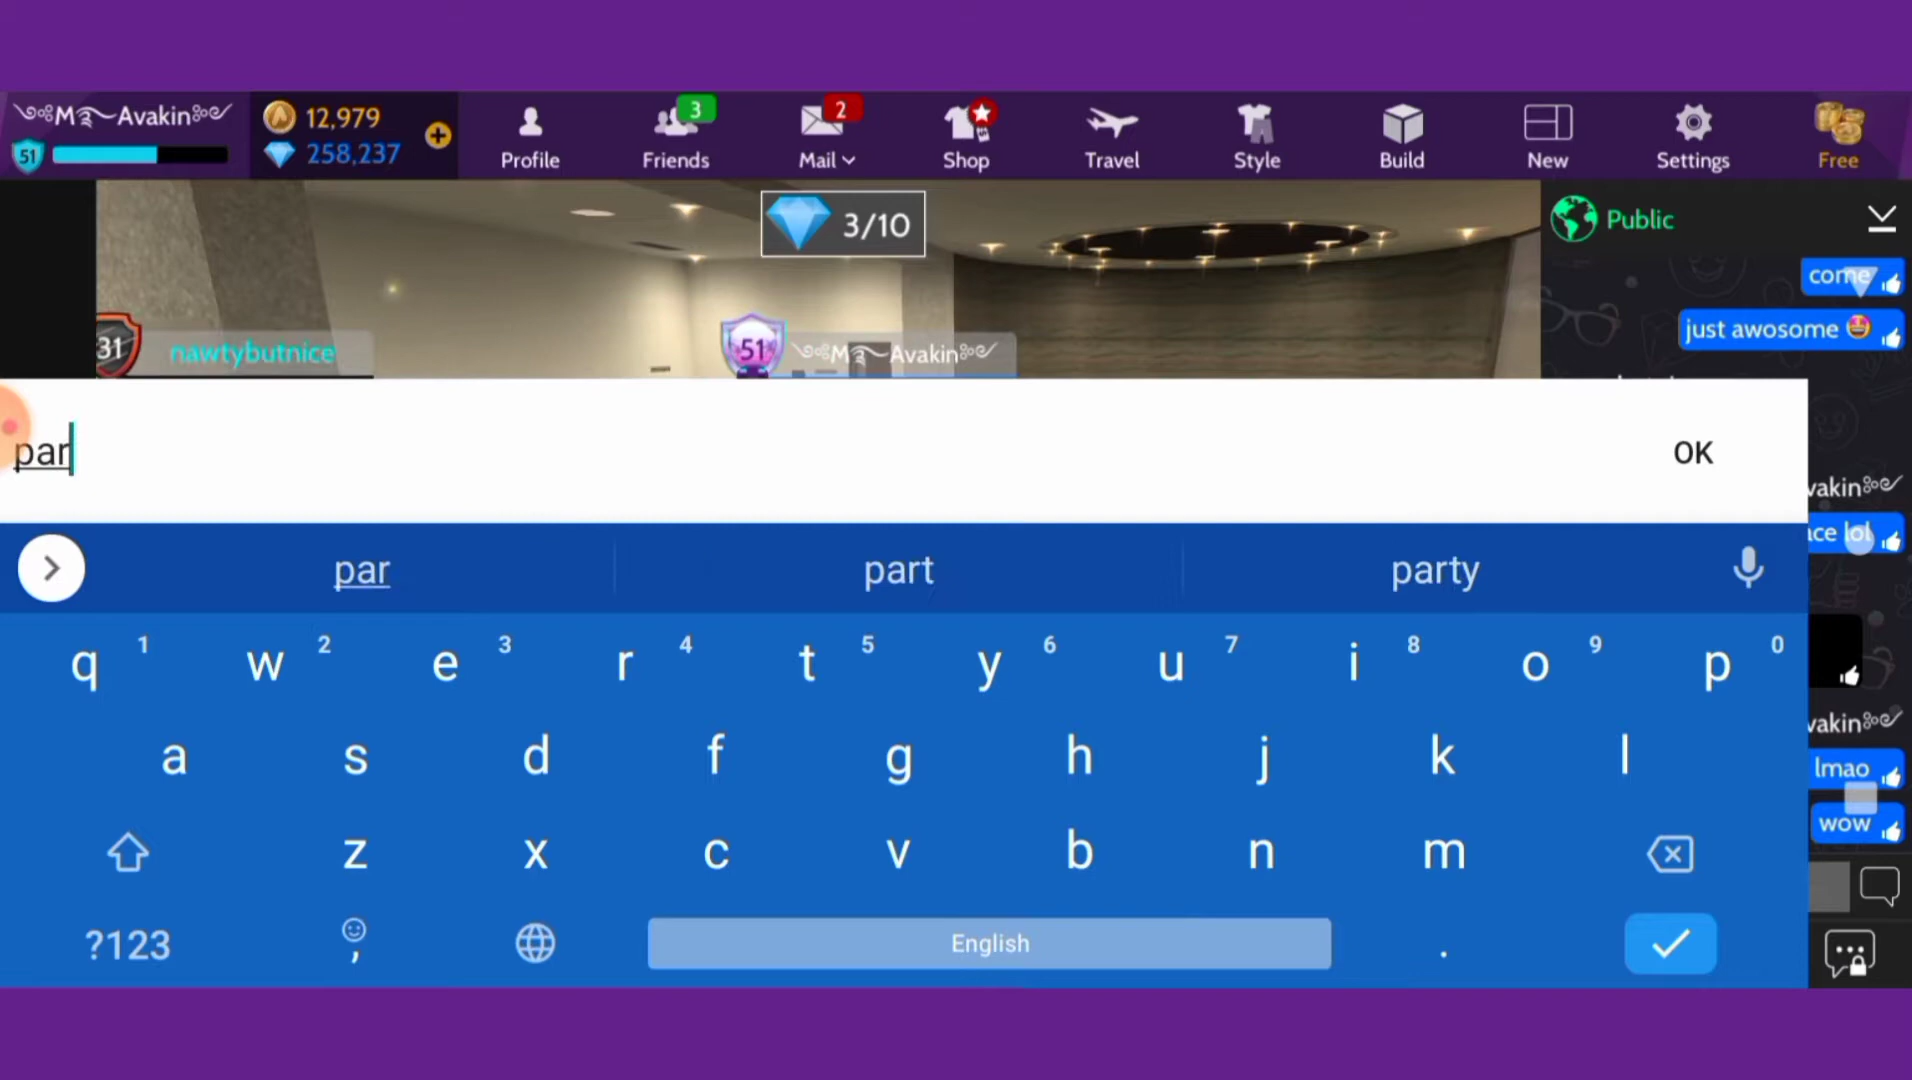 M Avakin
12,979
51
258,237
Profile
3
Friends
2
Mail
Shop
Travel
Style
Build
New
Settings
Free
3/10
Public
come
just awosome 🤩
31
nawtybutnice
51
M Avakin
par
OK
vakin
ace lol
par
part
party
q 1 w 2 e 3 r 4 t 5 y 6 u 7 i 8 o 9 p 0
a s d f g h j k l
vakin
lmao
wow
z x c v b n m
?123 , English .